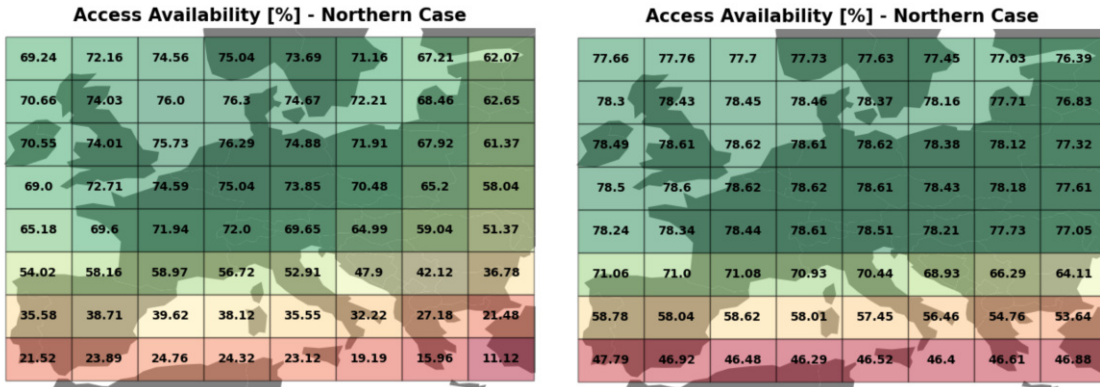 Access Availability [%] - Northern Case
69.24 72.16 74.56 75.04 73.69 71.16 67.21 62.07
70.66 74.03 76.0 76.3 74.67 72.21 68.46 62.65
70.55 74.01 75.73 76.29 74.88 71.91 67.92 61.37
69.0 72.71 74.59 75.04 73.85 70.48 65.2 58.04
65.18 69.6 71.94 72.0 69.65 64.99 59.04 51.37
54.02 58.16 58.97 56.72 52.91 47.9 42.12 36.78
35.58 38.71 39.62 38.12 35.55 32.22 27.18 21.48
21.52 23.89 24.76 24.32 23.12 19.19 15.96 11.12
Access Availability [%] - Northern Case
77.66 77.76 77.7 77.73 77.63 77.45 77.03 76.39
78.3 78.43 78.45 78.46 78.37 78.16 77.71 76.83
78.49 78.61 78.62 78.61 78.62 78.38 78.12 77.32
78.5 78.6 78.62 78.62 78.61 78.43 78.18 77.61
78.24 78.34 78.44 78.61 78.51 78.21 77.73 77.05
71.06 71.0 71.08 70.93 70.44 68.93 66.29 64.11
58.78 58.04 58.62 58.01 57.45 56.46 54.76 53.64
47.79 46.92 46.48 46.29 46.52 46.4 46.61 46.88